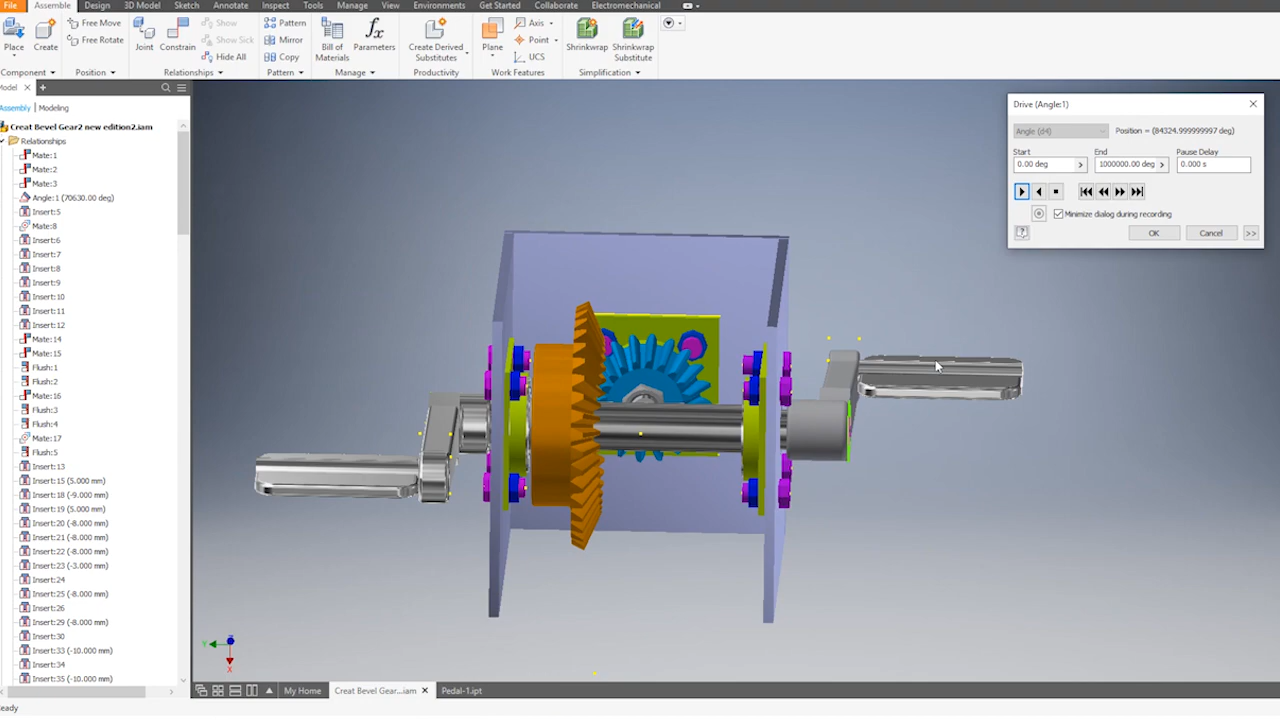 File Assemble Design 3D Model Sketch Annotate Inspect Tools Manage View Environments Get Started Collaborate Electromechanical
Place
Create
Free Move
Free Rotate
Joint
Constrain
Show
Show Sick
Hide All
Pattern
Mirror
Copy
Bill of
Materials
Parameters
Create Derived
Substitutes
Plane
Axis
Point
UCS
Shrinkwrap
Shrinkwrap
Substitute
Component Position Relationships Pattern Manage Productivity Work Features Simplification
Model
Assembly Modeling
Creat Bevel Gear2 new edition2.iam
Relationships
Mate:1
Mate:2
Mate:3
Angle:1 (70630.00 deg)
Insert:5
Mate:8
Insert:6
Insert:7
Insert:8
Insert:9
Insert:10
Insert:11
Insert:12
Mate:14
Mate:15
Flush:1
Flush:2
Mate:16
Flush:3
Flush:4
Mate:17
Flush:5
Insert:13
Insert:15 (5.000 mm)
Insert:18 (-9.000 mm)
Insert:19 (5.000 mm)
Insert:20 (-8.000 mm)
Insert:21 (-8.000 mm)
Insert:22 (-8.000 mm)
Insert:23 (-3.000 mm)
Insert:24
Insert:25 (-8.000 mm)
Insert:26
Insert:29 (-8.000 mm)
Insert:30
Insert:33 (-10.000 mm)
Insert:34
Insert:35 (-10.000 mm)
Drive (Angle:1)
Angle (d4) Position = (84324.999999997 deg)
Start End Pause Delay
0.00 deg 1000000.00 deg 0.000 s
Minimize dialog during recording
OK Cancel >>
Y
Z
X
My Home Creat Bevel Gear...iam Pedal-1.ipt
Ready